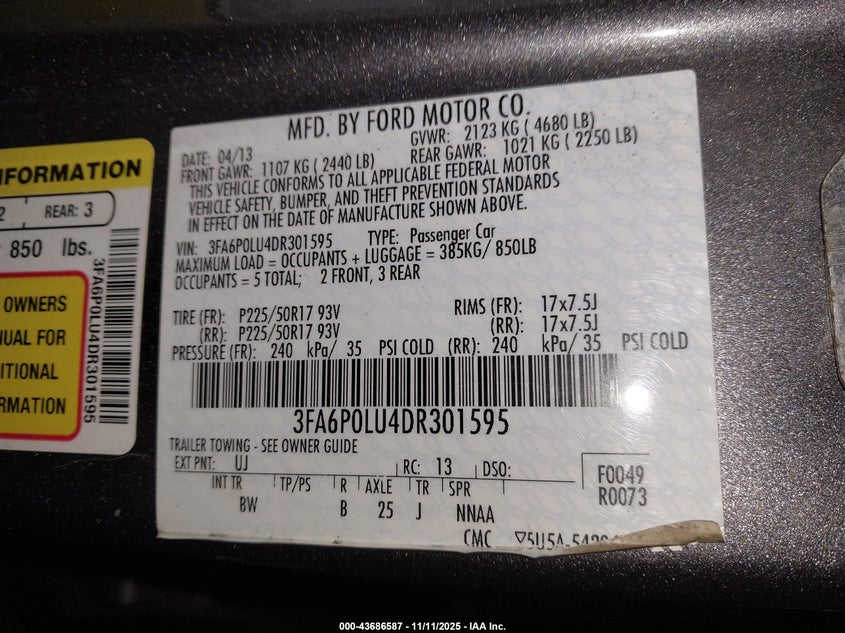 MFD. BY FORD MOTOR CO.
DATE: 04/13
GVWR: 2123 KG ( 4680 LB)
FRONT GAWR: 1107 KG ( 2440 LB)
REAR GAWR: 1021 KG ( 2250 LB)
THIS VEHICLE CONFORMS TO ALL APPLICABLE FEDERAL MOTOR
VEHICLE SAFETY, BUMPER, AND THEFT PREVENTION STANDARDS
IN EFFECT ON THE DATE OF MANUFACTURE SHOWN ABOVE.
VIN: 3FA6P0LU4DR301595 TYPE: Passenger Car
MAXIMUM LOAD = OCCUPANTS + LUGGAGE = 385KG/ 850LB
OCCUPANTS = 5 TOTAL; 2 FRONT, 3 REAR
TIRE (FR): P225/50R17 93V RIMS (FR): 17x7.5J
(RR): P225/50R17 93V (RR): 17x7.5J
PRESSURE (FR): 240 kPa/ 35 PSI COLD (RR): 240 kPa/ 35 PSI COLD
3FA6P0LU4DR301595
TRAILER TOWING - SEE OWNER GUIDE
EXT PNT: UJ RC: 13 DSO:
INT TR TP/PS R AXLE TR SPR
BW B 25 J NNAA
F0049
R0073
CMC
NFORMATION
2 REAR: 3
850 lbs.
OWNERS
FOR
3FA6P0LU4DR301595
000-43686587 - 11/11/2025 - IAA Inc.